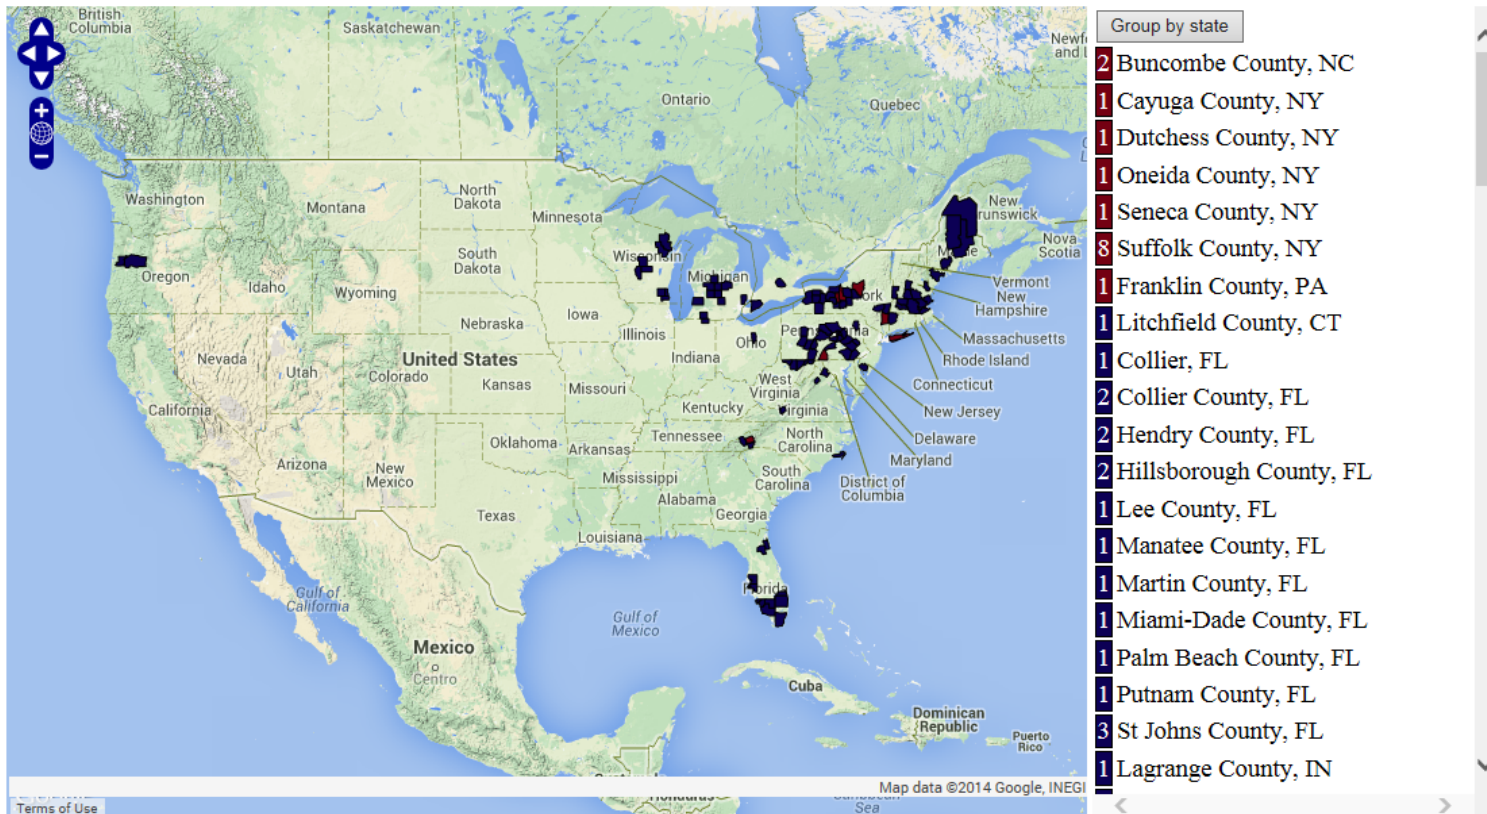 British
Columbia
Saskatchewan
Ontario
Quebec
Washington
Montana
North
Dakota
Minnesota
New
runswick
Nova
Scotia
Oregon
Idaho
Wyoming
South
Dakota
Wisconsin
Michigan
Vermont
New
Hampshire
Massachusetts
Rhode Island
Connecticut
New Jersey
Delaware
Maryland
District of
Columbia
Nebraska
Iowa
Illinois
Indiana
Ohio
Nevada
Utah
Colorado
United States
Kansas
Missouri
West
Virginia
Kentucky
California
Arizona
New
Mexico
Oklahoma
Arkansas
Tennessee
North
Carolina
South
Carolina
Mississippi
Alabama
Georgia
Texas
Louisiana
Florida
Gulf of
California
Gulf of
Mexico
Mexico
Centro
Cuba
Dominican
Republic
Puerto
Rico
Sea
Map data ©2014 Google, INEGI
Terms of Use
Group by state
2 Buncombe County, NC
1 Cayuga County, NY
1 Dutchess County, NY
1 Oneida County, NY
1 Seneca County, NY
8 Suffolk County, NY
1 Franklin County, PA
1 Litchfield County, CT
1 Collier, FL
2 Collier County, FL
2 Hendry County, FL
2 Hillsborough County, FL
1 Lee County, FL
1 Manatee County, FL
1 Martin County, FL
1 Miami-Dade County, FL
1 Palm Beach County, FL
1 Putnam County, FL
3 St Johns County, FL
1 Lagrange County, IN